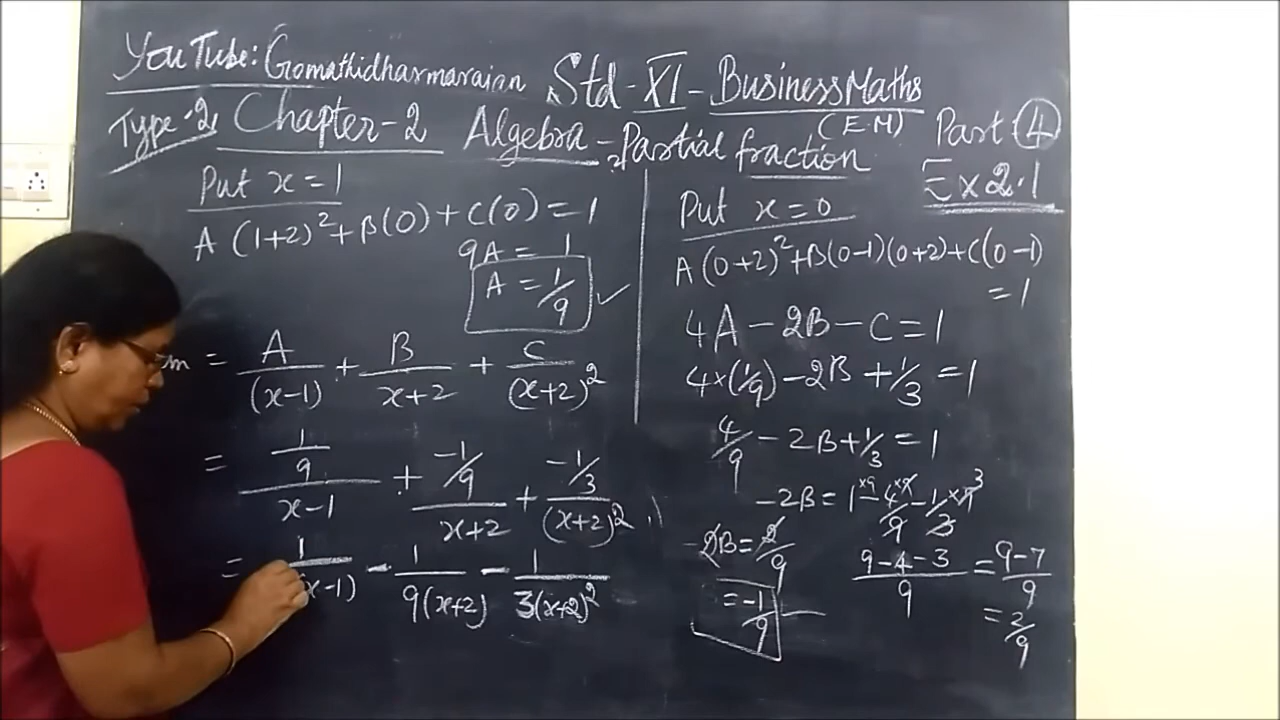 YouTube: Gomathidharmarajan Std-XI-Business Maths
Type-2, Chapter-2 Algebra - Partial fraction (E.M) Part 4
Ex 2.1
Put x=1
A(1+2)²+B(0)+C(0)=1
9A = 1
A = 1/9 ✓
= A/(x-1) + B/x+2 + C/(x+2)²
= 1/9/x-1 + -1/9/x+2 + -1/3/(x+2)²
= 1/(x-1) - 1/9(x+2) - 1/3(x+2)²
Put x=0
A(0+2)²+B(0-1)(0+2)+C(0-1)
=1
4A-2B-C=1
4×(1/9)-2B+1/3=1
4/9-2B+1/3=1
-2B=1×9-4×9/9-1/3×9 3
-2B=2/9 9-4-3/9 = 9-7/9
= -1/9 = 2/9